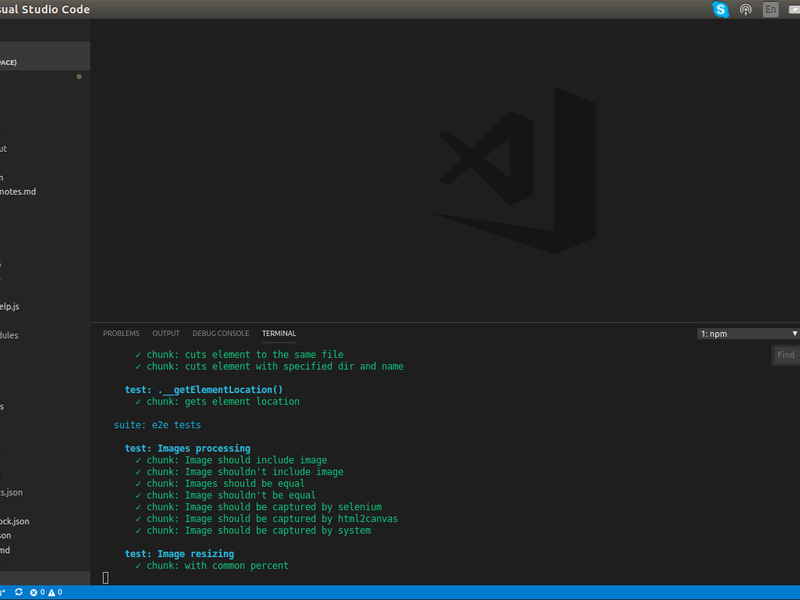 sual Studio Code
S
En
PACE)
ut
n
notes.md
s
elp.js
dules
s
ts.json
ock.json
son
md
PROBLEMS OUTPUT DEBUG CONSOLE TERMINAL 1: npm
Find
✓ chunk: cuts element to the same file
✓ chunk: cuts element with specified dir and name
test: .__getElementLocation()
✓ chunk: gets element location
suite: e2e tests
test: Images processing
✓ chunk: Image should include image
✓ chunk: Image shouldn't include image
✓ chunk: Images should be equal
✓ chunk: Image shouldn't be equal
✓ chunk: Image should be captured by selenium
✓ chunk: Image should be captured by html2canvas
✓ chunk: Image should be captured by system
test: Image resizing
✓ chunk: with common percent
0 0